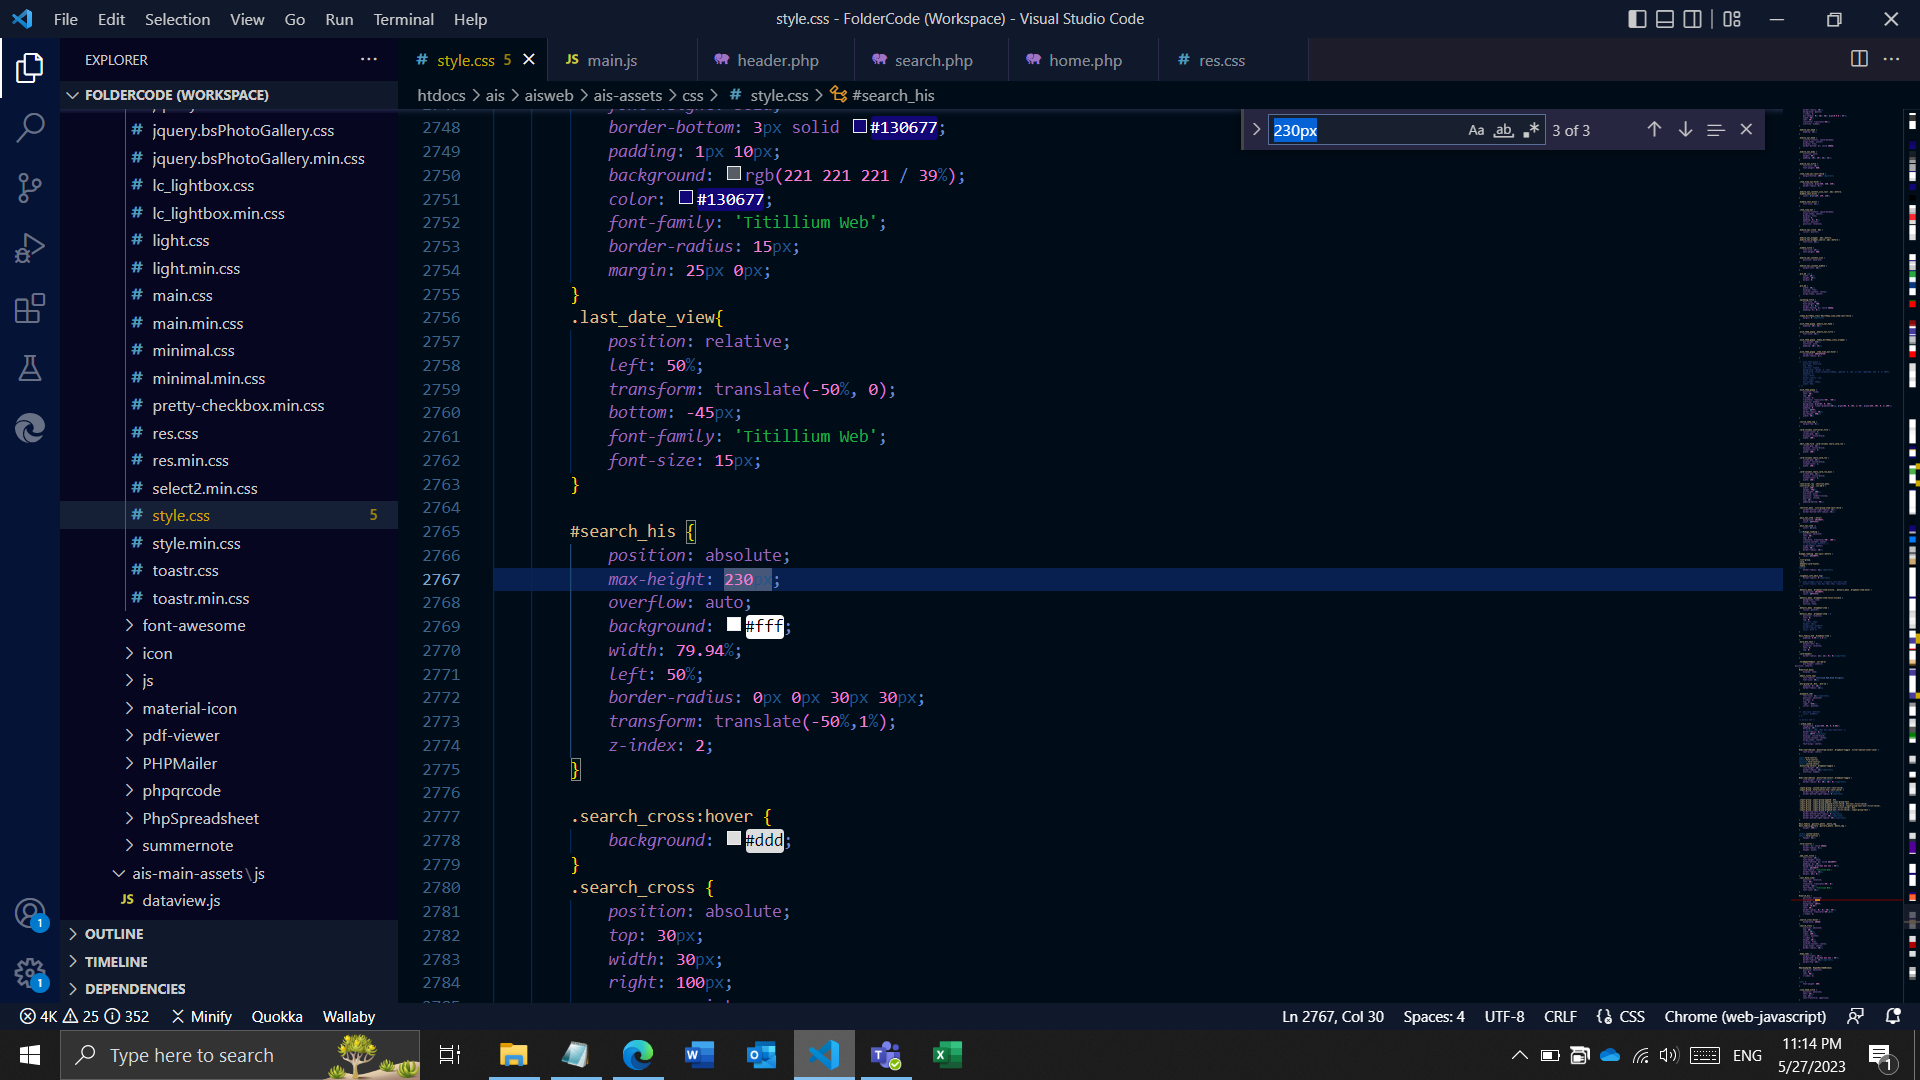 File Edit Selection View Go Run Terminal Help
style.css - FolderCode (Workspace) - Visual Studio Code
EXPLORER
# style.css 5
JS main.js
header.php
search.php
home.php
# res.css
FOLDERCODE (WORKSPACE)
htdocs > ais > aisweb > ais-assets > css > # style.css > #search_his
# jquery.bsPhotoGallery.css
# jquery.bsPhotoGallery.min.css
# lc_lightbox.css
# lc_lightbox.min.css
# light.css
# light.min.css
# main.css
# main.min.css
# minimal.css
# minimal.min.css
# pretty-checkbox.min.css
# res.css
# res.min.css
# select2.min.css
# style.css 5
# style.min.css
# toastr.css
# toastr.min.css
> font-awesome
> icon
> js
> material-icon
> pdf-viewer
> PHPMailer
> phpqrcode
> PhpSpreadsheet
> summernote
ais-main-assets\js
JS dataview.js
> OUTLINE
> TIMELINE
> DEPENDENCIES
1
1
230px Aa ab .* 3 of 3
2748 border-bottom: 3px solid #130677;
2749 padding: 1px 10px;
2750 background: rgb(221 221 221 / 39%);
2751 color: #130677;
2752 font-family: 'Titillium Web';
2753 border-radius: 15px;
2754 margin: 25px 0px;
2755 }
2756 .last_date_view{
2757 position: relative;
2758 left: 50%;
2759 transform: translate(-50%, 0);
2760 bottom: -45px;
2761 font-family: 'Titillium Web';
2762 font-size: 15px;
2763 }
2764
2765 #search_his {
2766 position: absolute;
2767 max-height: 230px;
2768 overflow: auto;
2769 background: #fff;
2770 width: 79.94%;
2771 left: 50%;
2772 border-radius: 0px 0px 30px 30px;
2773 transform: translate(-50%,1%);
2774 z-index: 2;
2775 }
2776
2777 .search_cross:hover {
2778 background: #ddd;
2779 }
2780 .search_cross {
2781 position: absolute;
2782 top: 30px;
2783 width: 30px;
2784 right: 100px;
4K 25 352 Minify Quokka Wallaby
Ln 2767, Col 30 Spaces: 4 UTF-8 CRLF {} CSS Chrome (web-javascript)
Type here to search
ENG
11:14 PM
5/27/2023
1